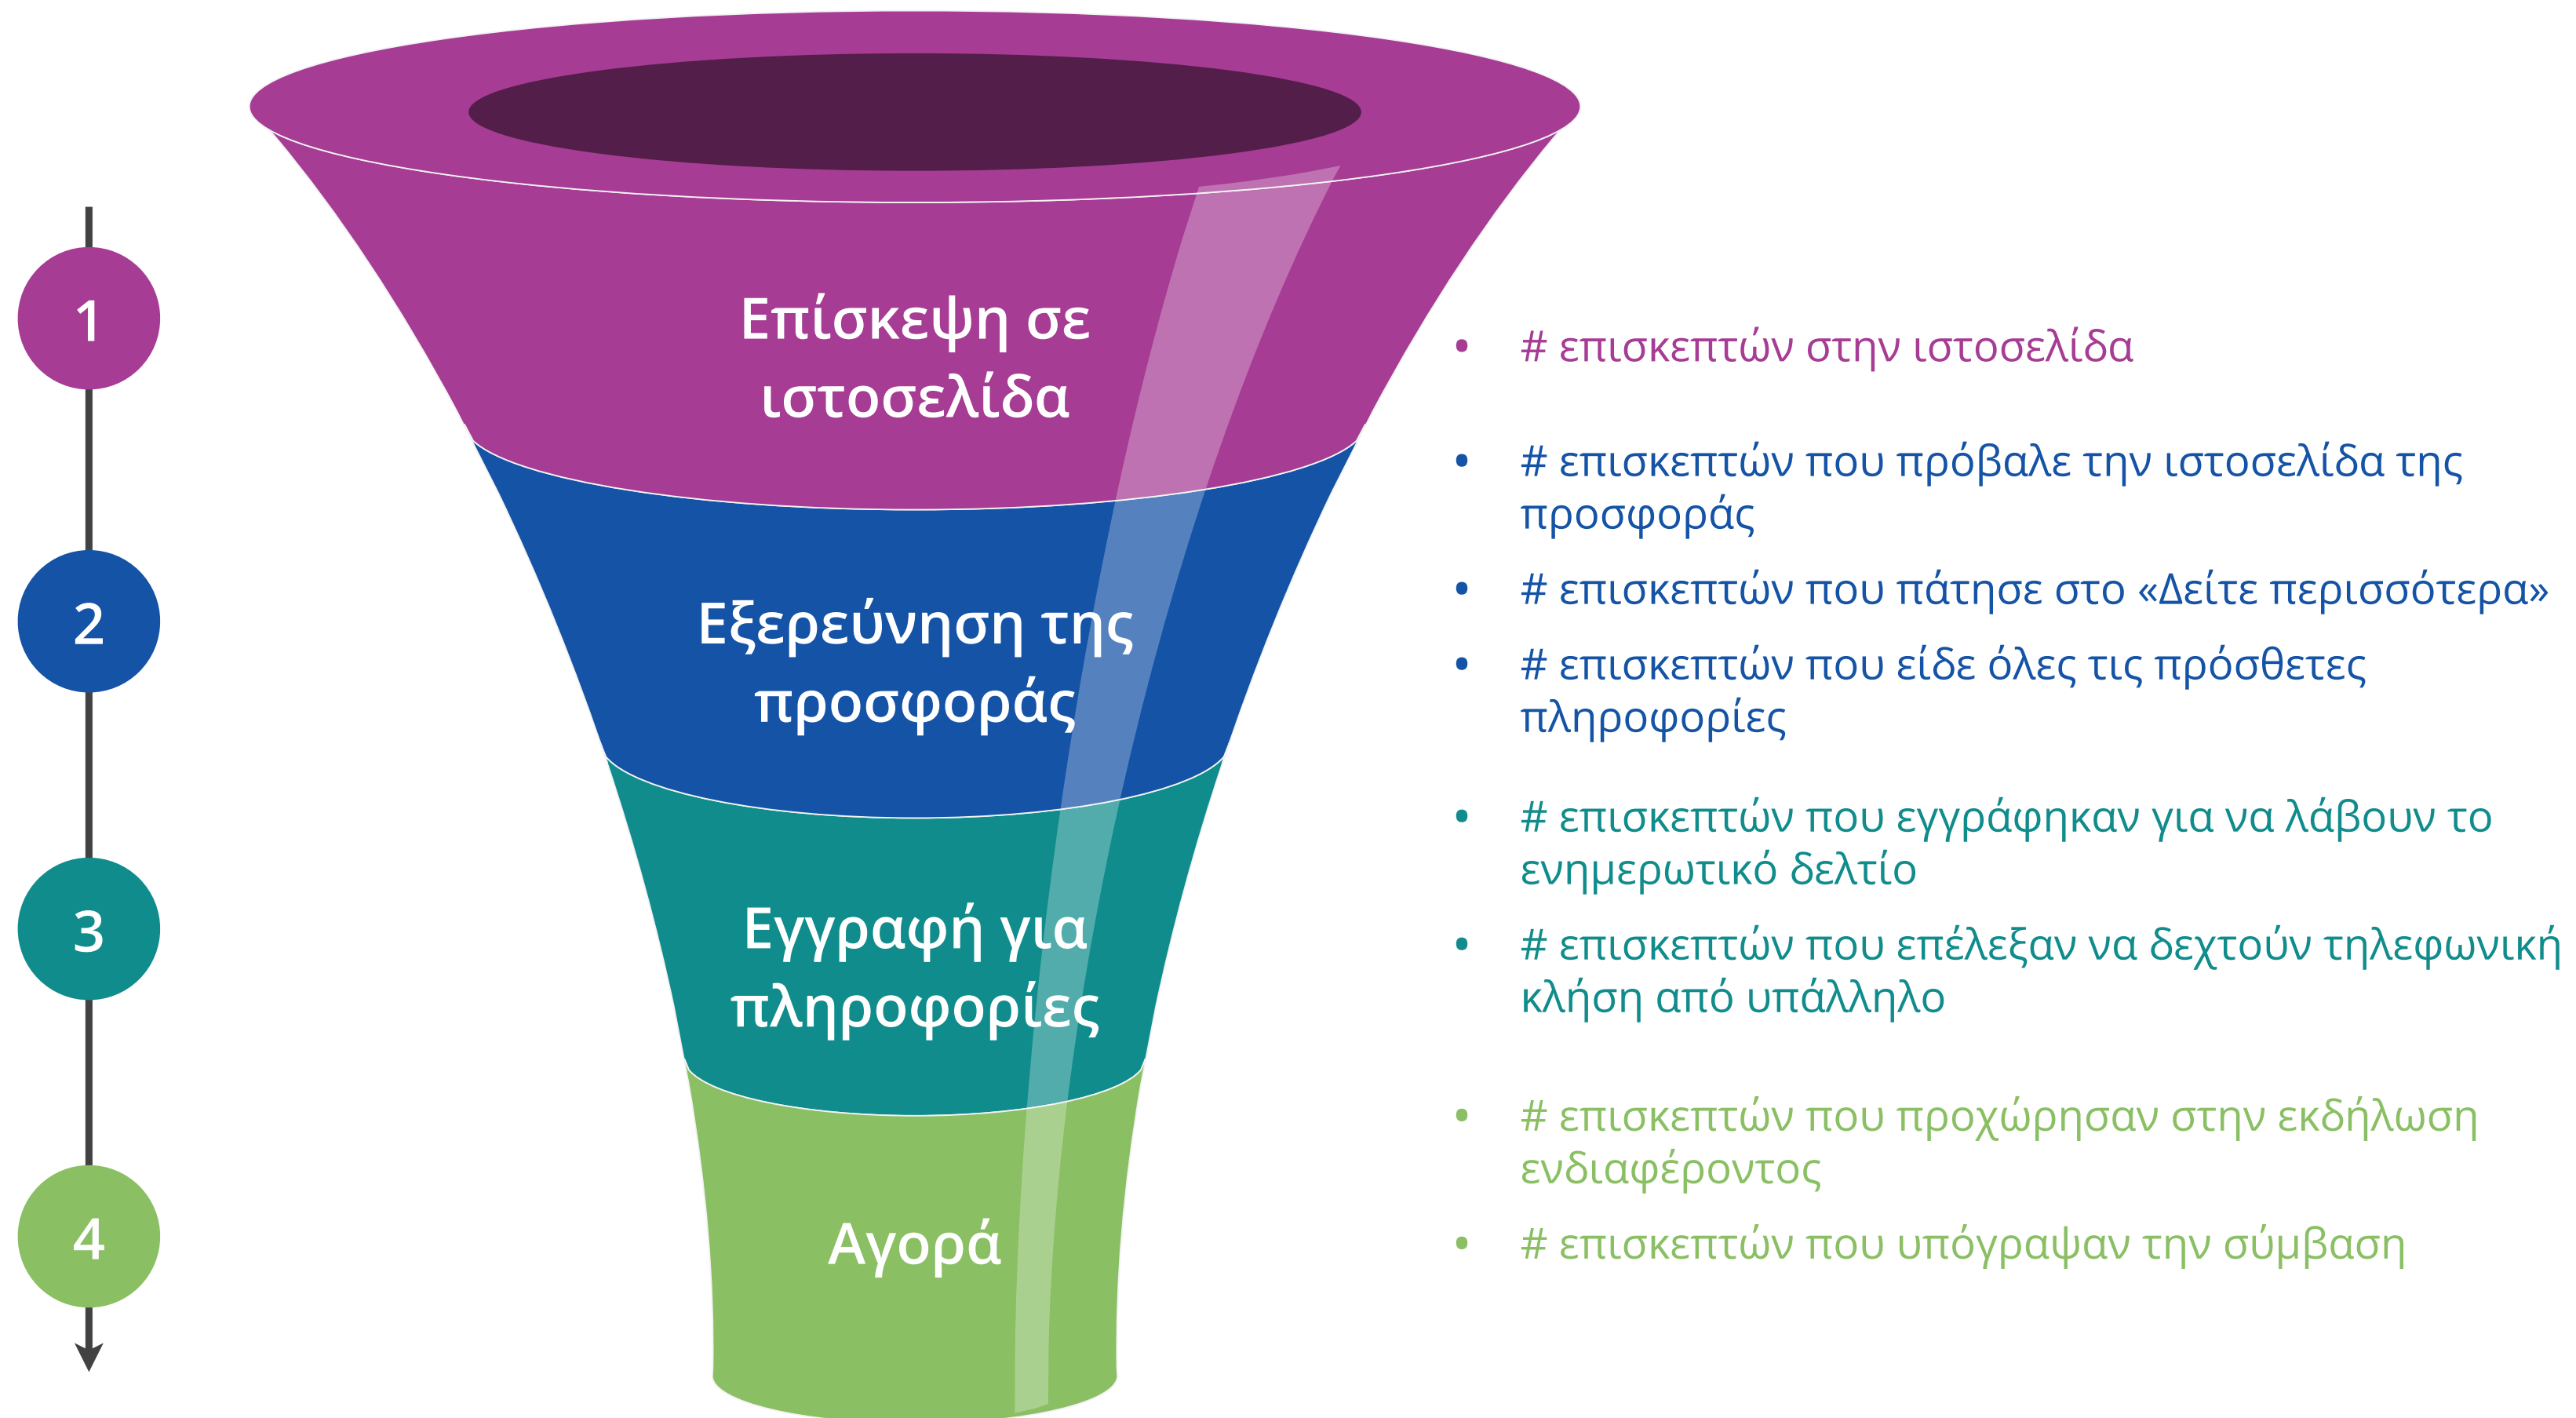 1
Επίσκεψη σε
ιστοσελίδα
# επισκεπτών στην ιστοσελίδα
2
Εξερεύνηση της
προσφοράς
# επισκεπτών που πρόβαλε την ιστοσελίδα της
προσφοράς
# επισκεπτών που πάτησε στο «Δείτε περισσότερα»
# επισκεπτών που είδε όλες τις πρόσθετες
πληροφορίες
3
Εγγραφή για
πληροφορίες
# επισκεπτών που εγγράφηκαν για να λάβουν το
ενημερωτικό δελτίο
# επισκεπτών που επέλεξαν να δεχτούν τηλεφωνική
κλήση από υπάλληλο
4
Αγορά
# επισκεπτών που προχώρησαν στην εκδήλωση
ενδιαφέροντος
# επισκεπτών που υπόγραψαν την σύμβαση